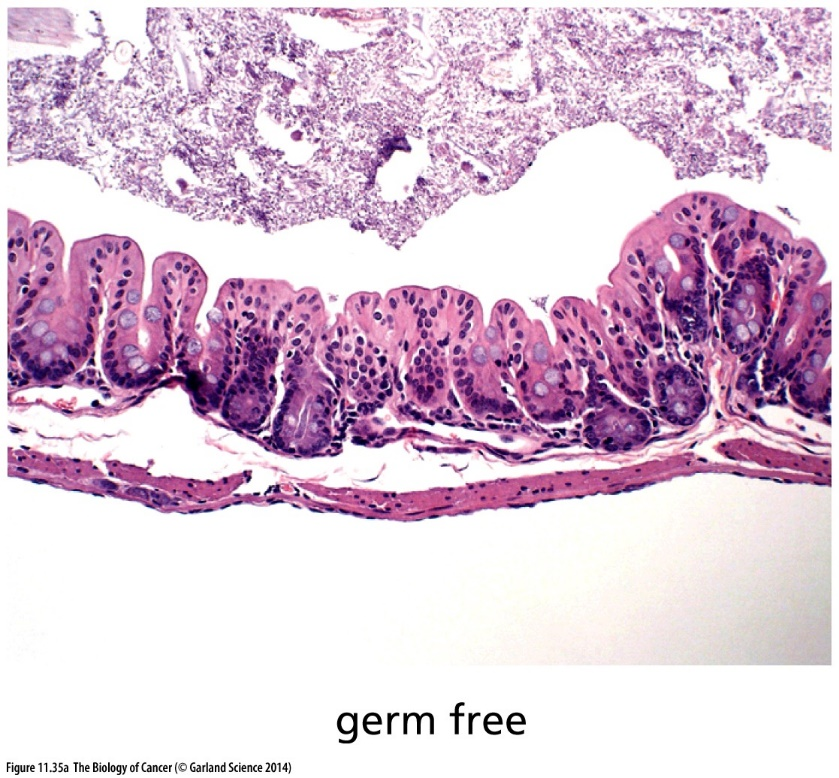 germ free
Figure 11.35a The Biology of Cancer (© Garland Science 2014)